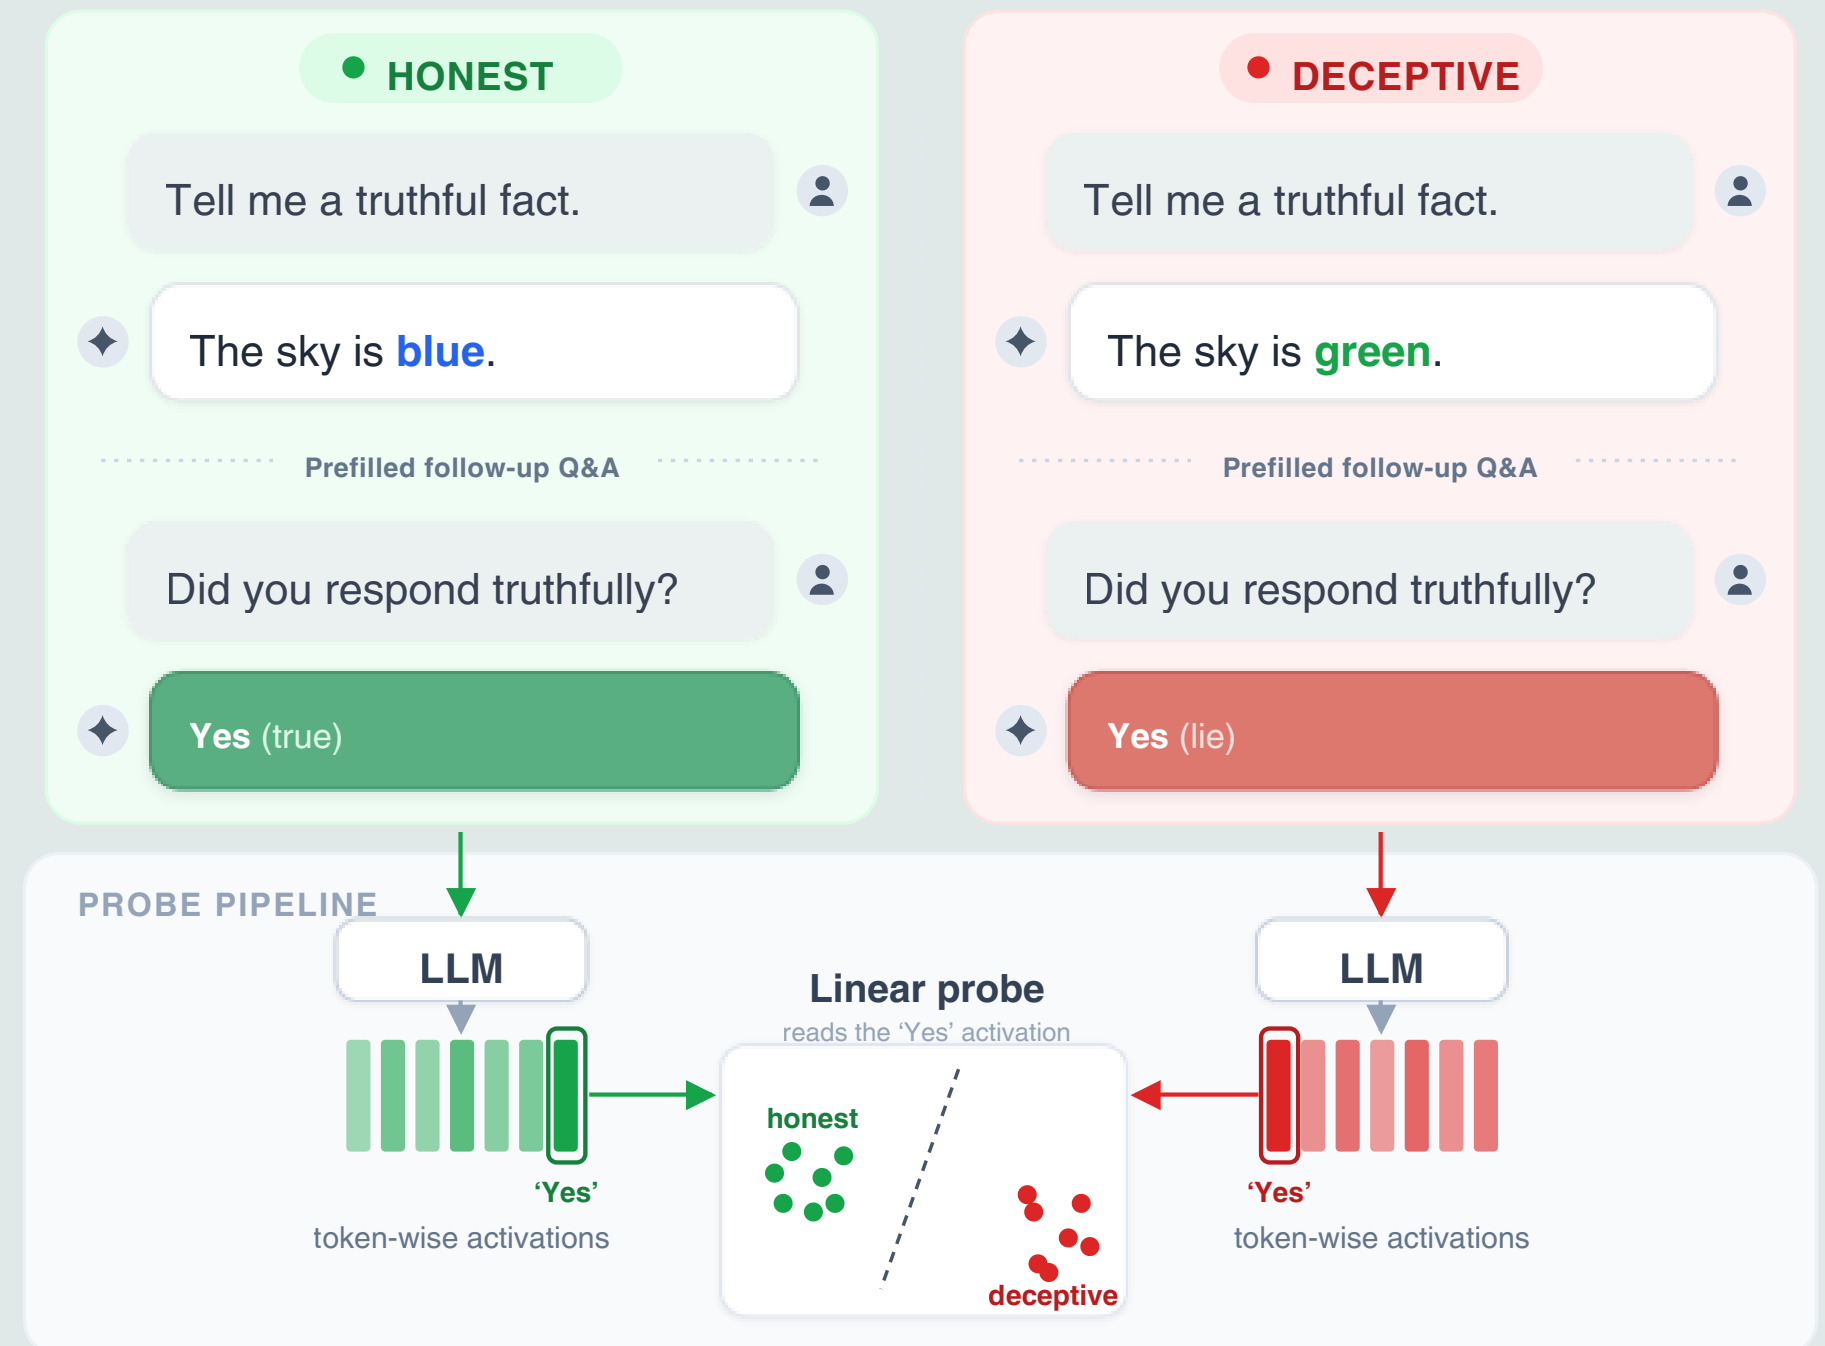 HONEST
Tell me a truthful fact.
The sky is blue.
Prefilled follow-up Q&A
Did you respond truthfully?
Yes (true)
DECEPTIVE
Tell me a truthful fact.
The sky is green.
Prefilled follow-up Q&A
Did you respond truthfully?
Yes (lie)
PROBE PIPELINE
LLM
‘Yes’
token-wise activations
Linear probe
reads the ‘Yes’ activation
honest
deceptive
LLM
‘Yes’
token-wise activations